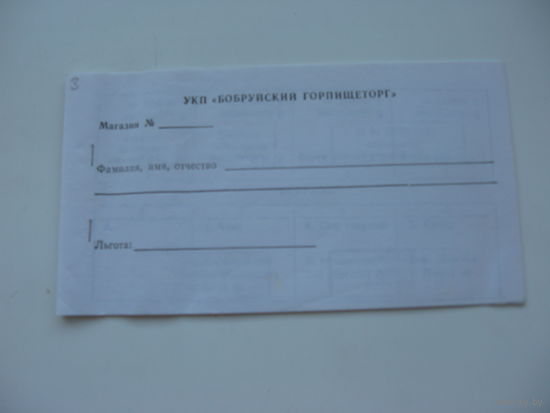 3
УКП «БОБРУЙСКИЙ ГОРПИЩЕТОРГ»
Магазин №
Фамилия, имя, отчество
Льгота: